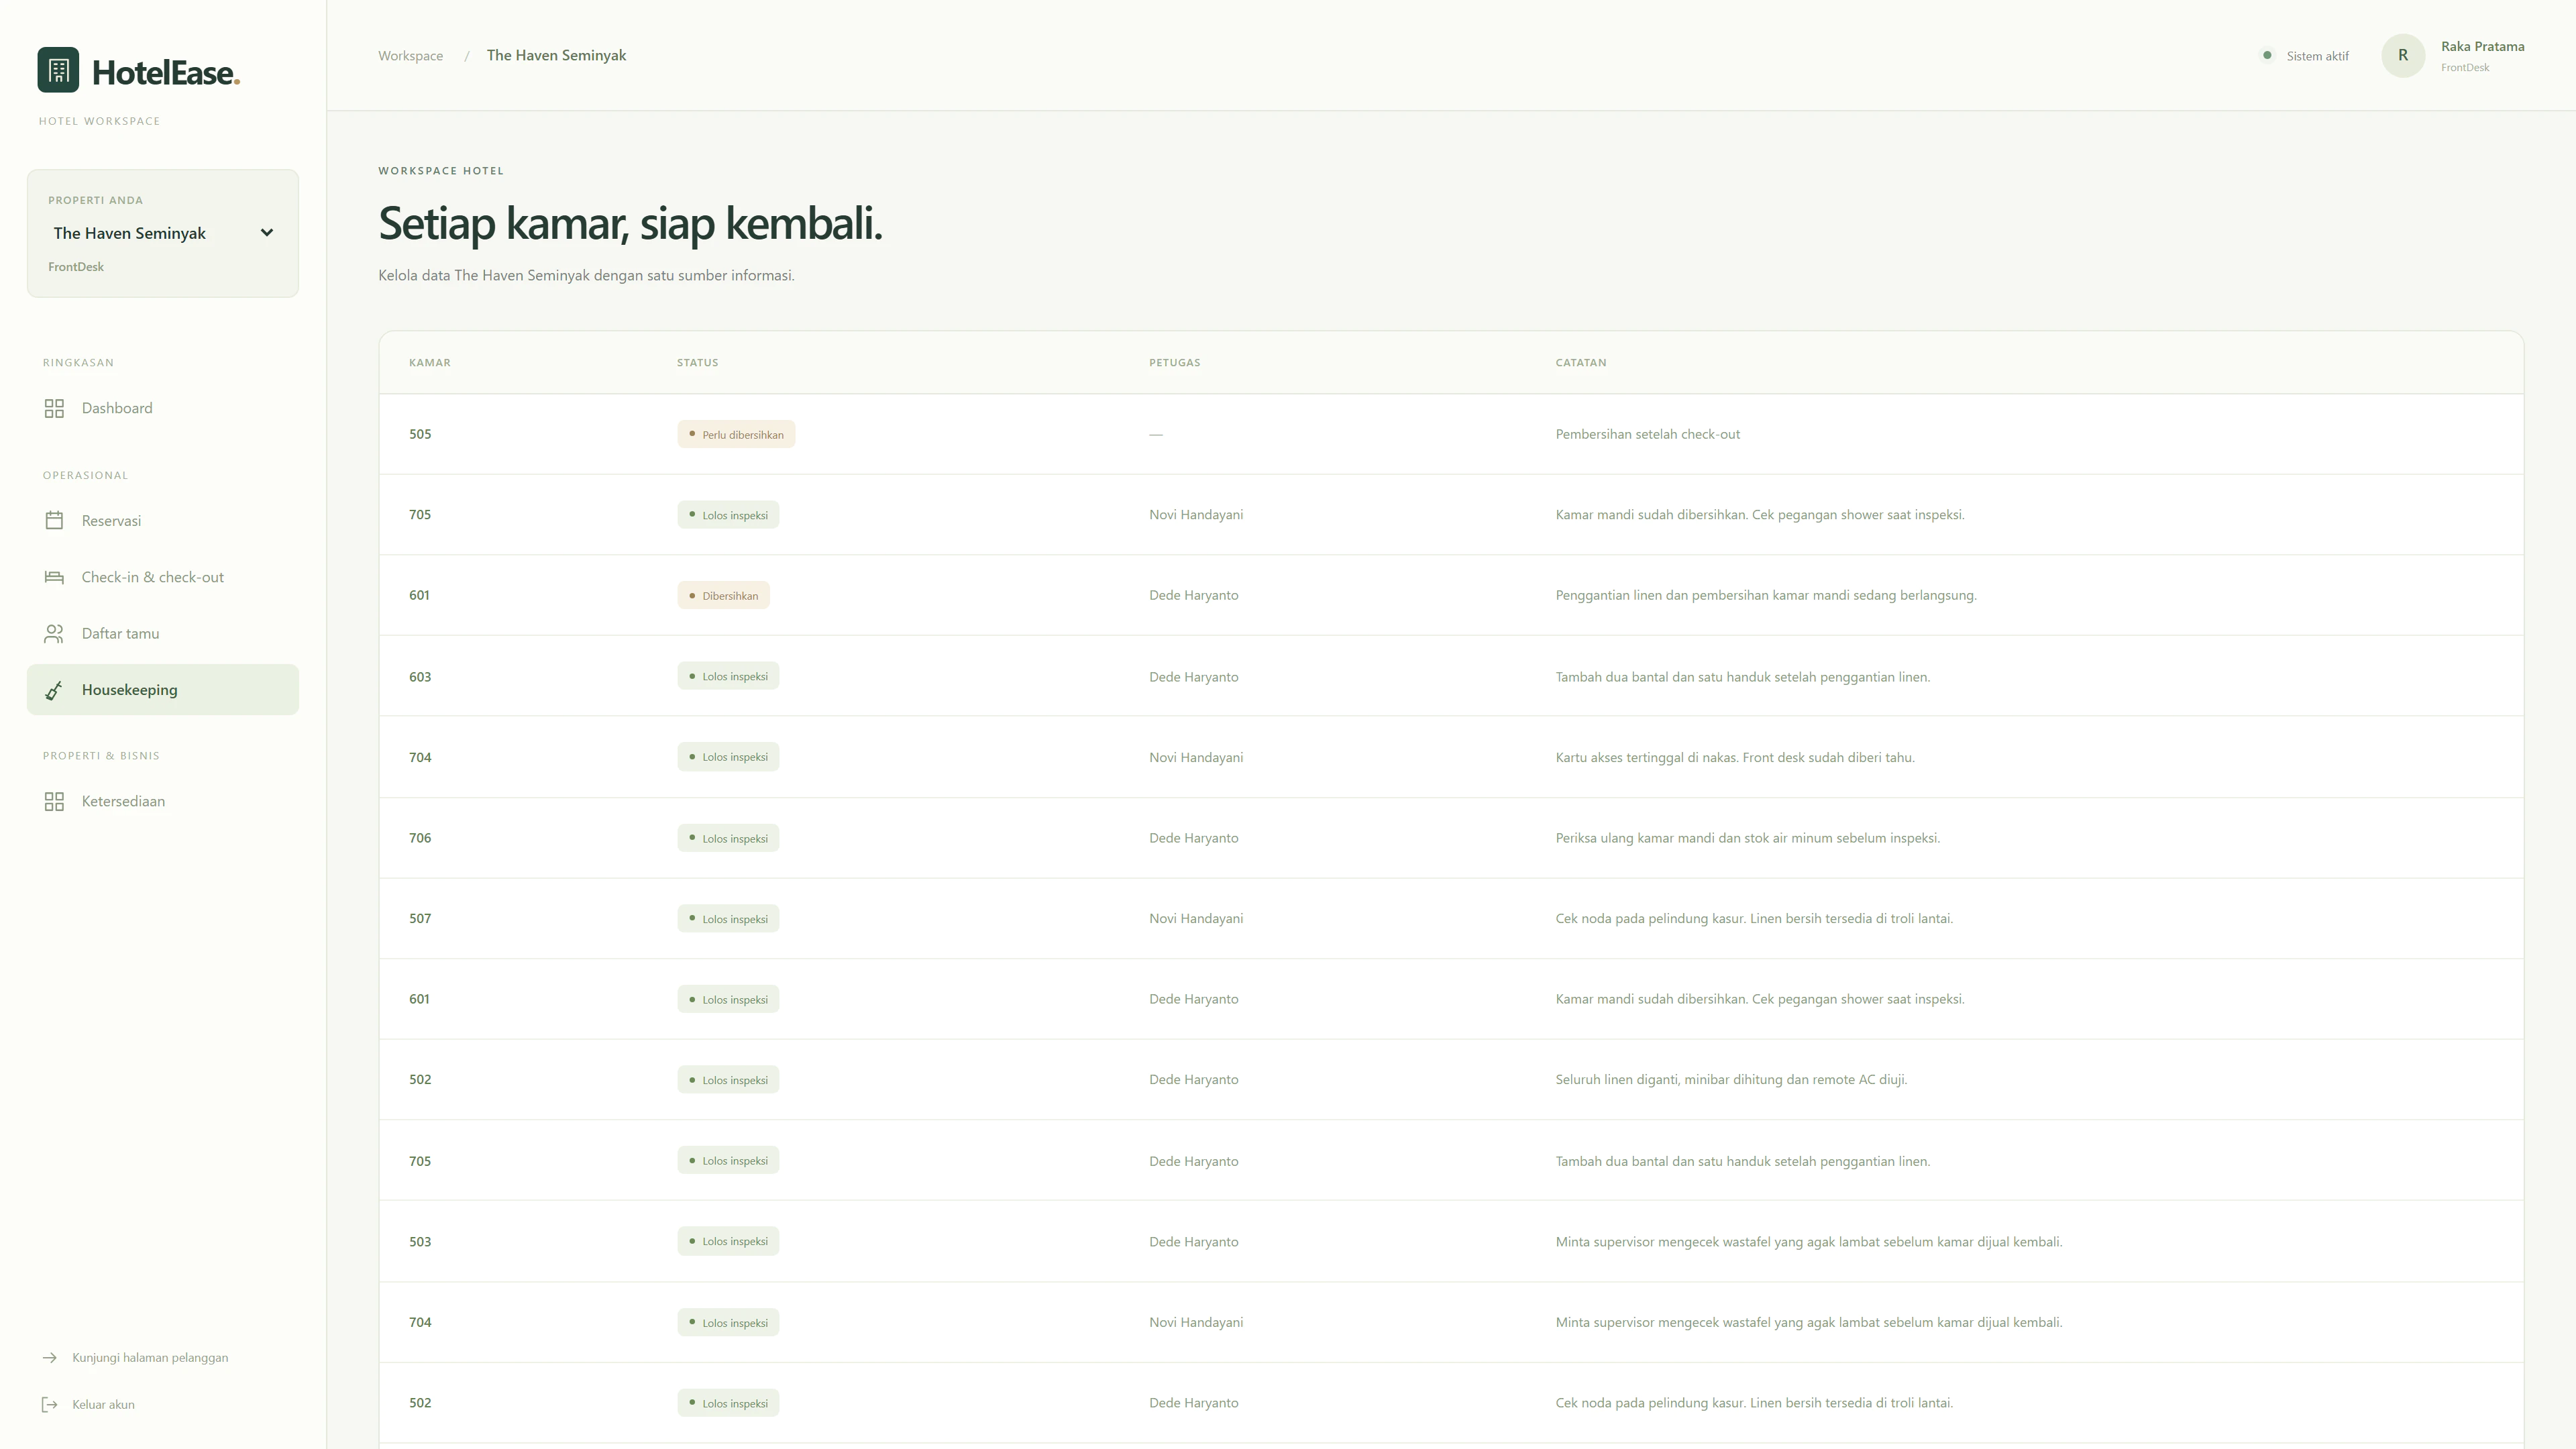 HotelEase.
HOTEL WORKSPACE
PROPERTI ANDA
The Haven Seminyak
FrontDesk
RINGKASAN
Dashboard
OPERASIONAL
Reservasi
Check-in & check-out
Daftar tamu
Housekeeping
PROPERTI & BISNIS
Ketersediaan
Kunjungi halaman pelanggan
Keluar akun
Workspace / The Haven Seminyak
Sistem aktif
R
Raka Pratama
FrontDesk
WORKSPACE HOTEL
Setiap kamar, siap kembali.
Kelola data The Haven Seminyak dengan satu sumber informasi.
KAMAR STATUS PETUGAS CATATAN
505 Perlu dibersihkan — Pembersihan setelah check-out
705 Lolos inspeksi Novi Handayani Kamar mandi sudah dibersihkan. Cek pegangan shower saat inspeksi.
601 Dibersihkan Dede Haryanto Penggantian linen dan pembersihan kamar mandi sedang berlangsung.
603 Lolos inspeksi Dede Haryanto Tambah dua bantal dan satu handuk setelah penggantian linen.
704 Lolos inspeksi Novi Handayani Kartu akses tertinggal di nakas. Front desk sudah diberi tahu.
706 Lolos inspeksi Dede Haryanto Periksa ulang kamar mandi dan stok air minum sebelum inspeksi.
507 Lolos inspeksi Novi Handayani Cek noda pada pelindung kasur. Linen bersih tersedia di troli lantai.
601 Lolos inspeksi Dede Haryanto Kamar mandi sudah dibersihkan. Cek pegangan shower saat inspeksi.
502 Lolos inspeksi Dede Haryanto Seluruh linen diganti, minibar dihitung dan remote AC diuji.
705 Lolos inspeksi Dede Haryanto Tambah dua bantal dan satu handuk setelah penggantian linen.
503 Lolos inspeksi Dede Haryanto Minta supervisor mengecek wastafel yang agak lambat sebelum kamar dijual kembali.
704 Lolos inspeksi Novi Handayani Minta supervisor mengecek wastafel yang agak lambat sebelum kamar dijual kembali.
502 Lolos inspeksi Dede Haryanto Cek noda pada pelindung kasur. Linen bersih tersedia di troli lantai.